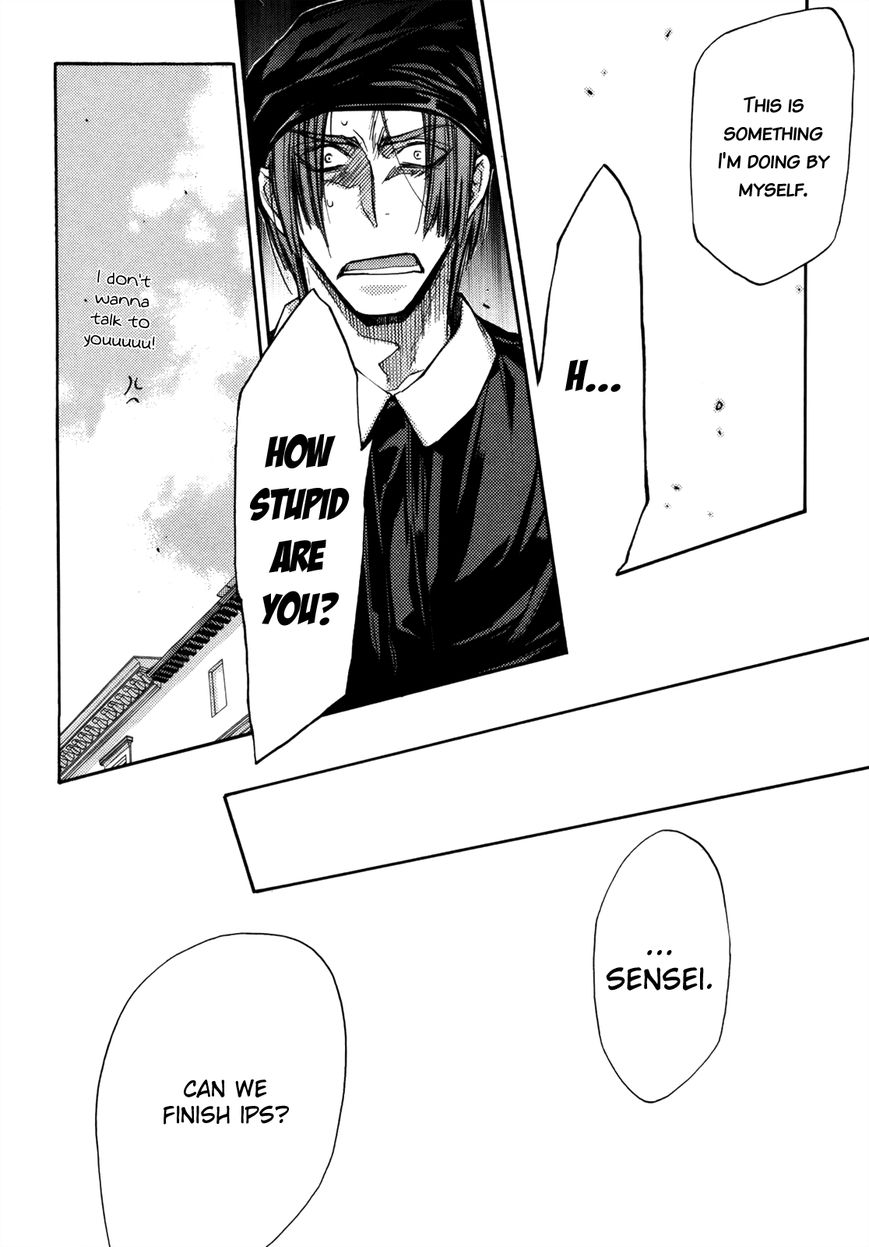 THIS IS
SOMETHING
I'M DOING BY
MYSELF.
H...
HOW
STUPID
ARE
YOU?
I don't
wanna
talk to
youuuuu!
...
SENSEI.
CAN WE
FINISH IPS?